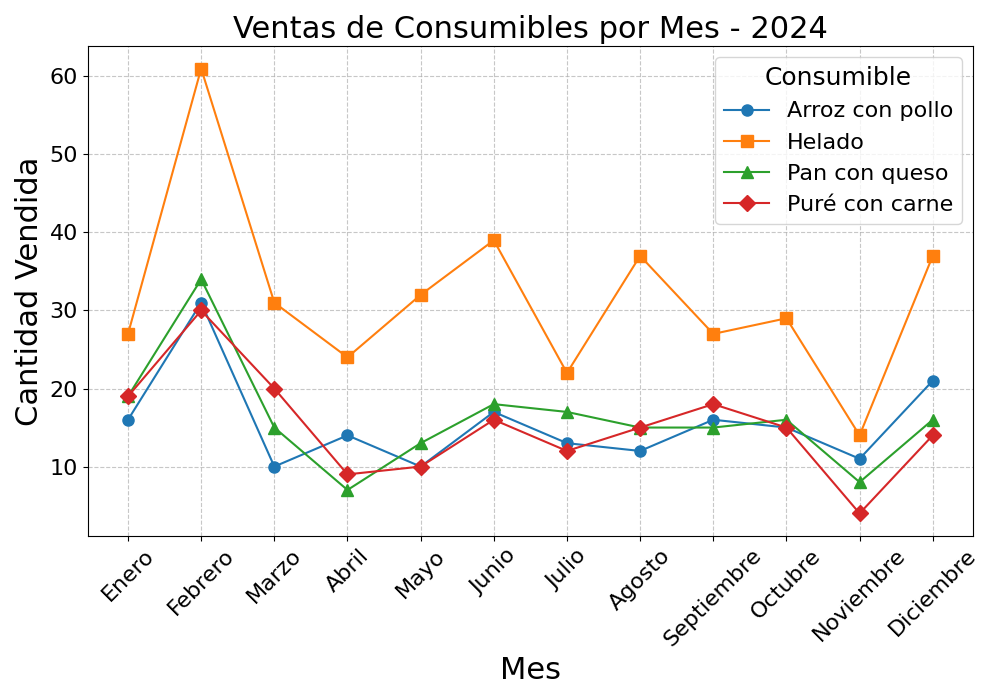 Ventas de Consumibles por Mes - 2024
Cantidad Vendida
60
50
40
30
20
10
Consumible
Arroz con pollo
Helado
Pan con queso
Puré con carne
Enero
Febrero
Marzo
Abril
Mayo
Junio
Julio
Agosto
Septiembre
Octubre
Noviembre
Diciembre
Mes